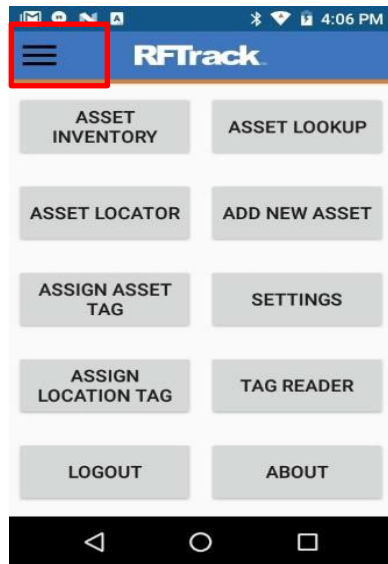 4:06 PM
RFTrack
ASSET
INVENTORY
ASSET LOOKUP
ASSET LOCATOR
ADD NEW ASSET
ASSIGN ASSET
TAG
SETTINGS
ASSIGN
LOCATION TAG
TAG READER
LOGOUT
ABOUT